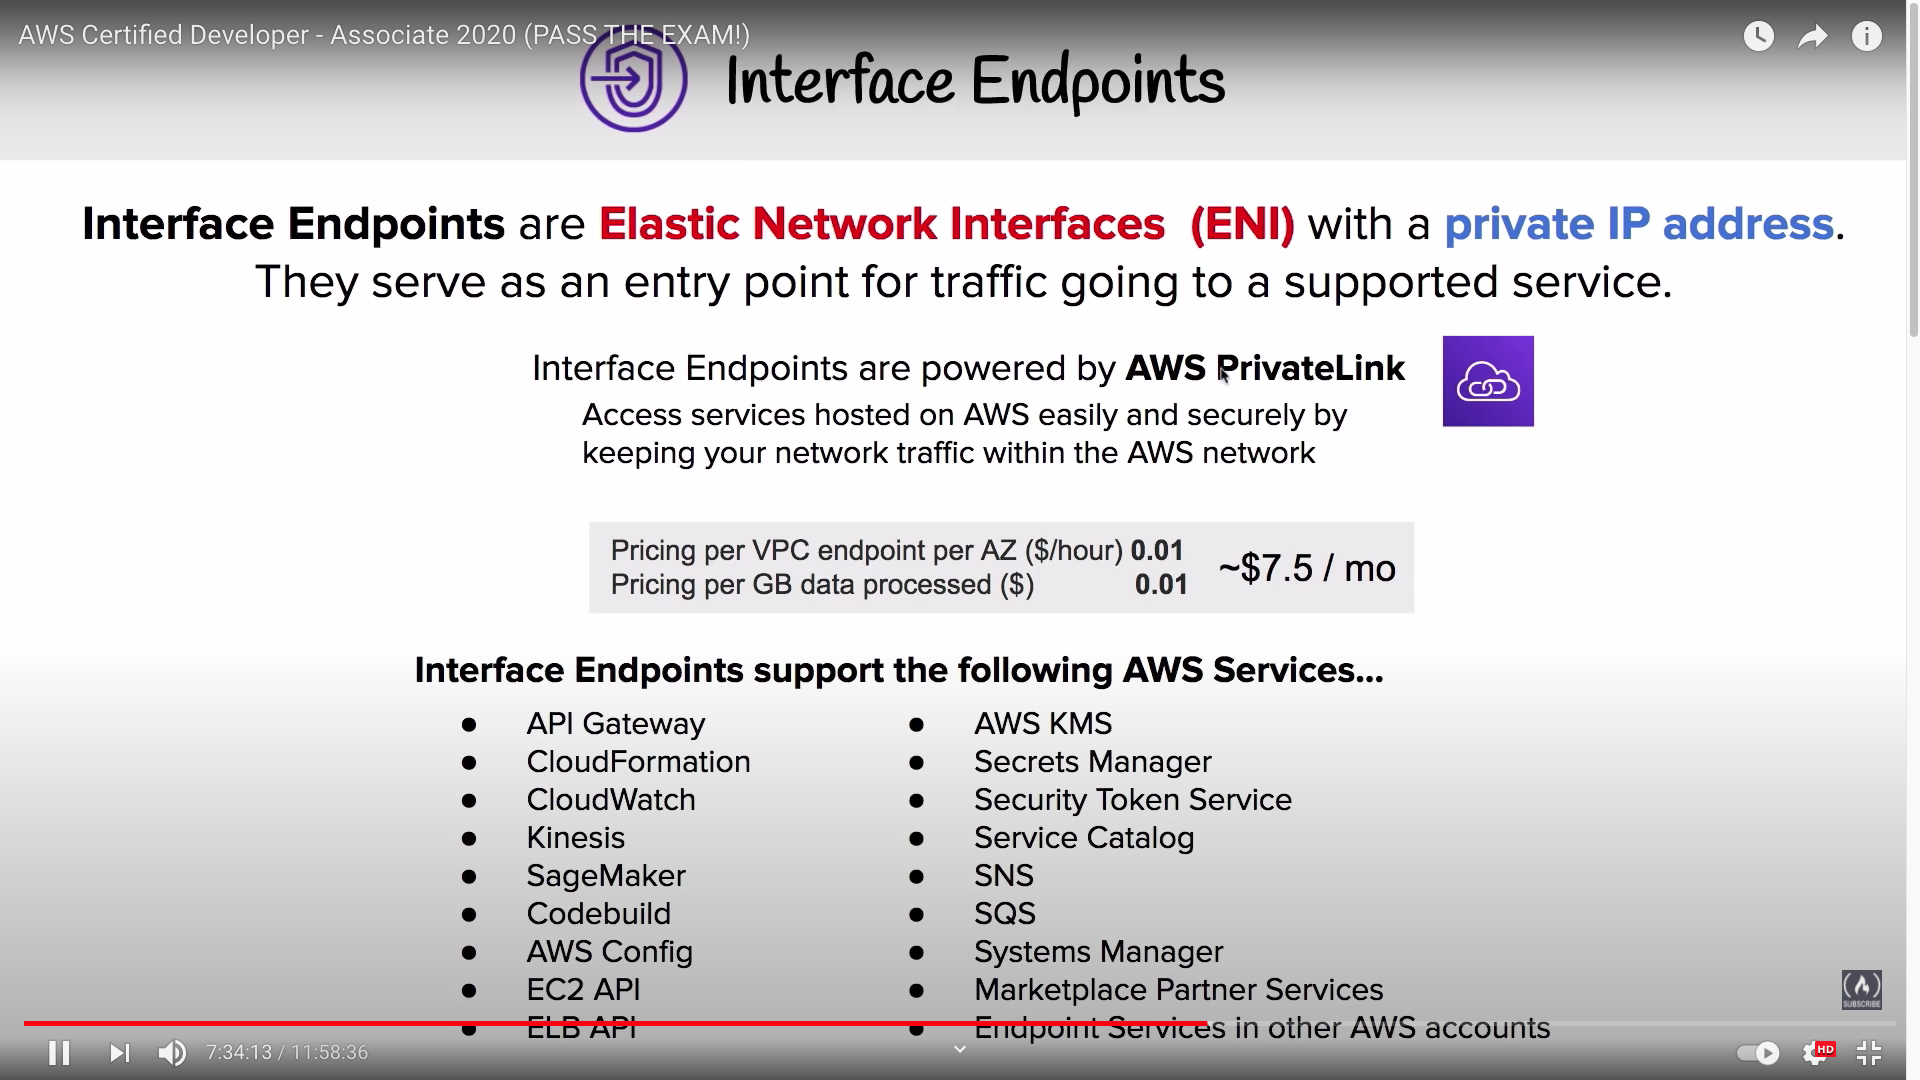 AWS Certified Developer - Associate 2020 (PASS THE EXAM!)
Interface Endpoints
Interface Endpoints are Elastic Network Interfaces (ENI) with a private IP address.
They serve as an entry point for traffic going to a supported service.
Interface Endpoints are powered by AWS PrivateLink
Access services hosted on AWS easily and securely by
keeping your network traffic within the AWS network
Pricing per VPC endpoint per AZ ($/hour) 0.01
Pricing per GB data processed ($) 0.01
~$7.5 / mo
Interface Endpoints support the following AWS Services...
● API Gateway
● CloudFormation
● CloudWatch
● Kinesis
● SageMaker
● Codebuild
● AWS Config
● EC2 API
● ELB API
● AWS KMS
● Secrets Manager
● Security Token Service
● Service Catalog
● SNS
● SQS
● Systems Manager
● Marketplace Partner Services
● Endpoint Services in other AWS accounts
SUBSCRIBE
7:34:13 / 11:58:36
HD